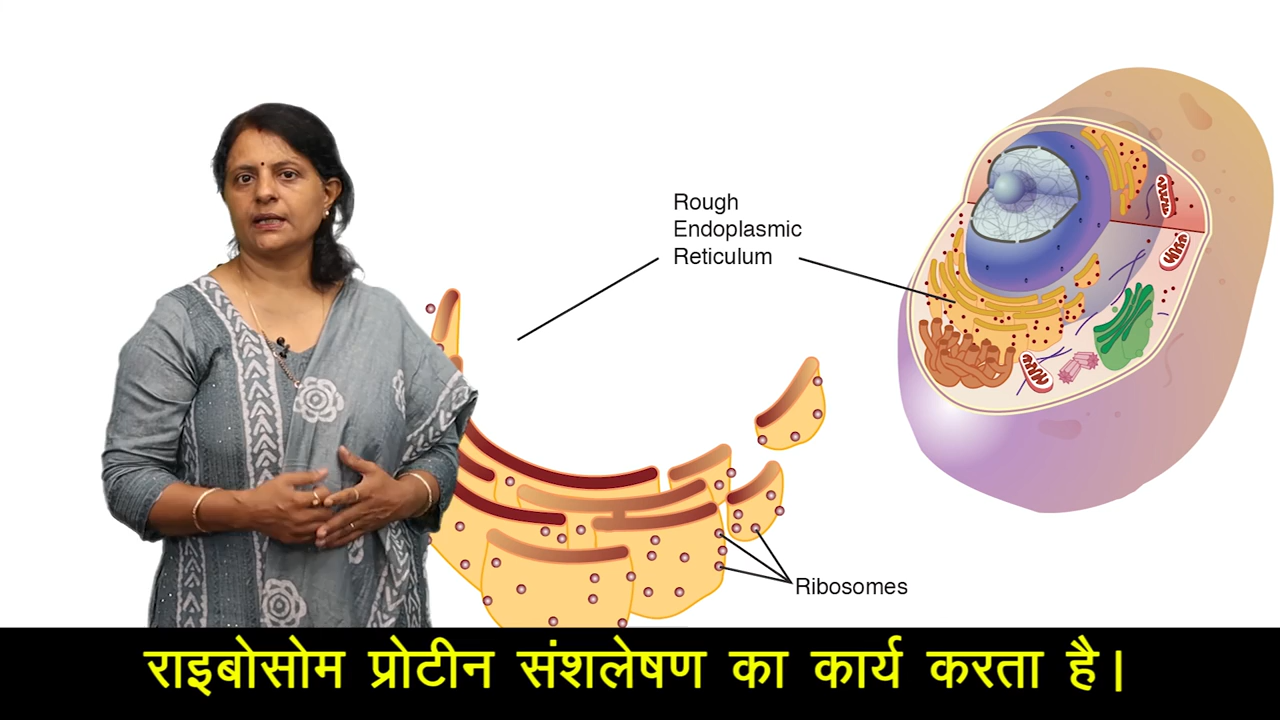 Rough
Endoplasmic
Reticulum
Ribosomes
राइबोसोम प्रोटीन संशलेषण का कार्य करता है।